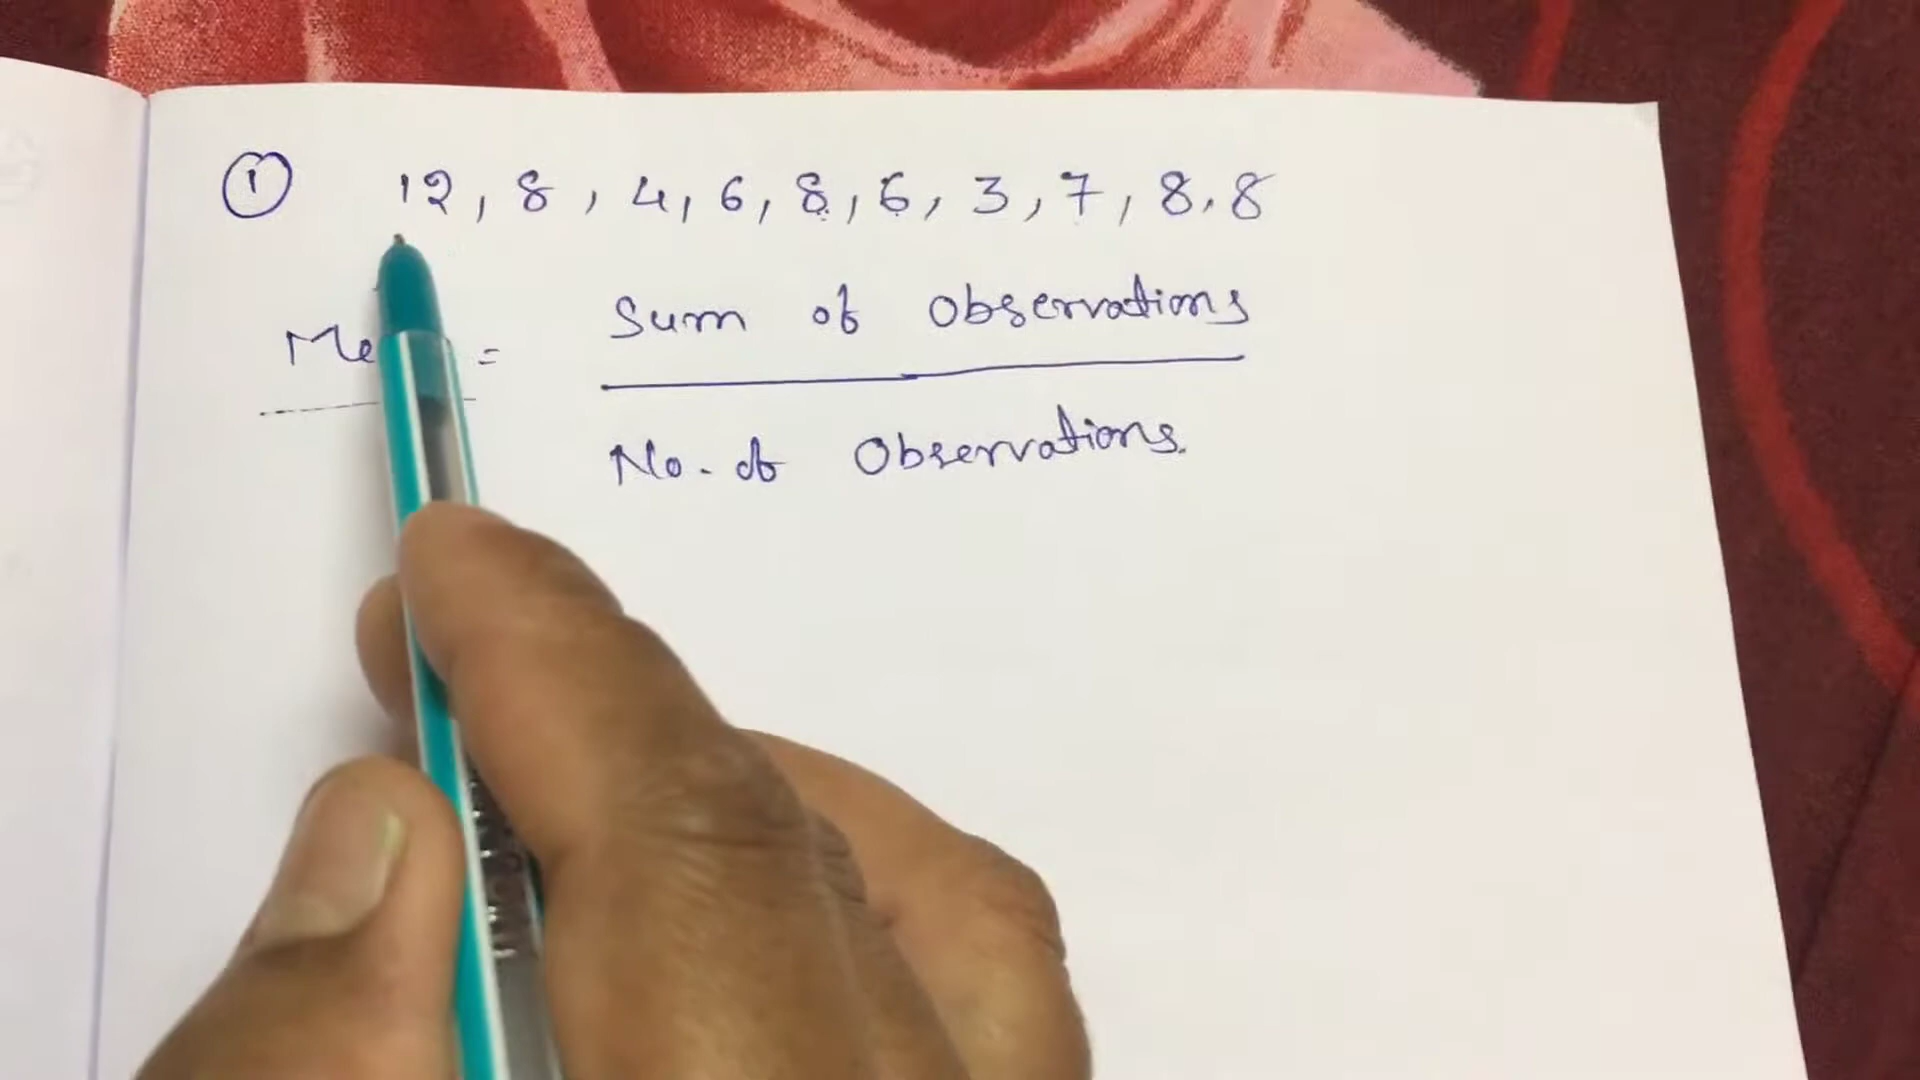 ① 12, 8, 4, 6, 8, 6, 3, 7, 8, 8
=
Sum of Observations
No. of Observations.